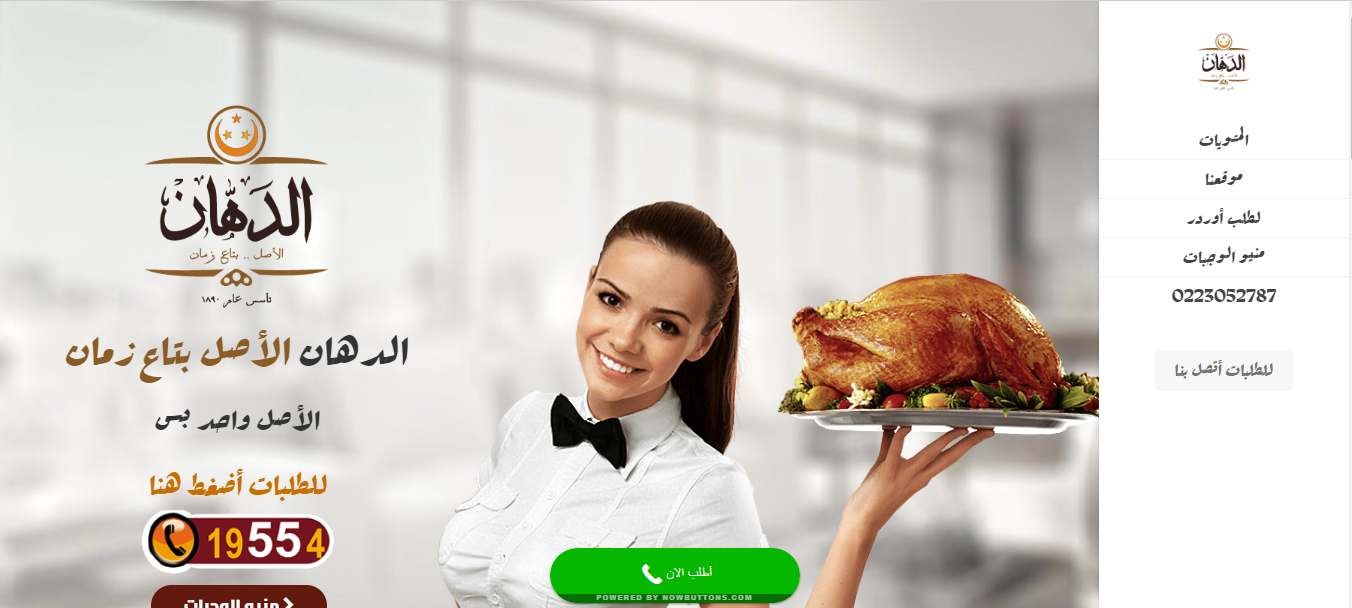 الدهان
الأصل .. بتاع زمان
تأسس عام ١٨٩٠
الدهان الأصل بتاع زمان
الأصل واحد بس
للطلبات أضغط هنا
19554
منيو الوجبات
أطلب الان
POWERED BY NOWBUTTONS.COM
الدهان
المحتويات
موقعنا
لطلب أوردر
منيو الوجبات
0223052787
للطلبات أتصل بنا